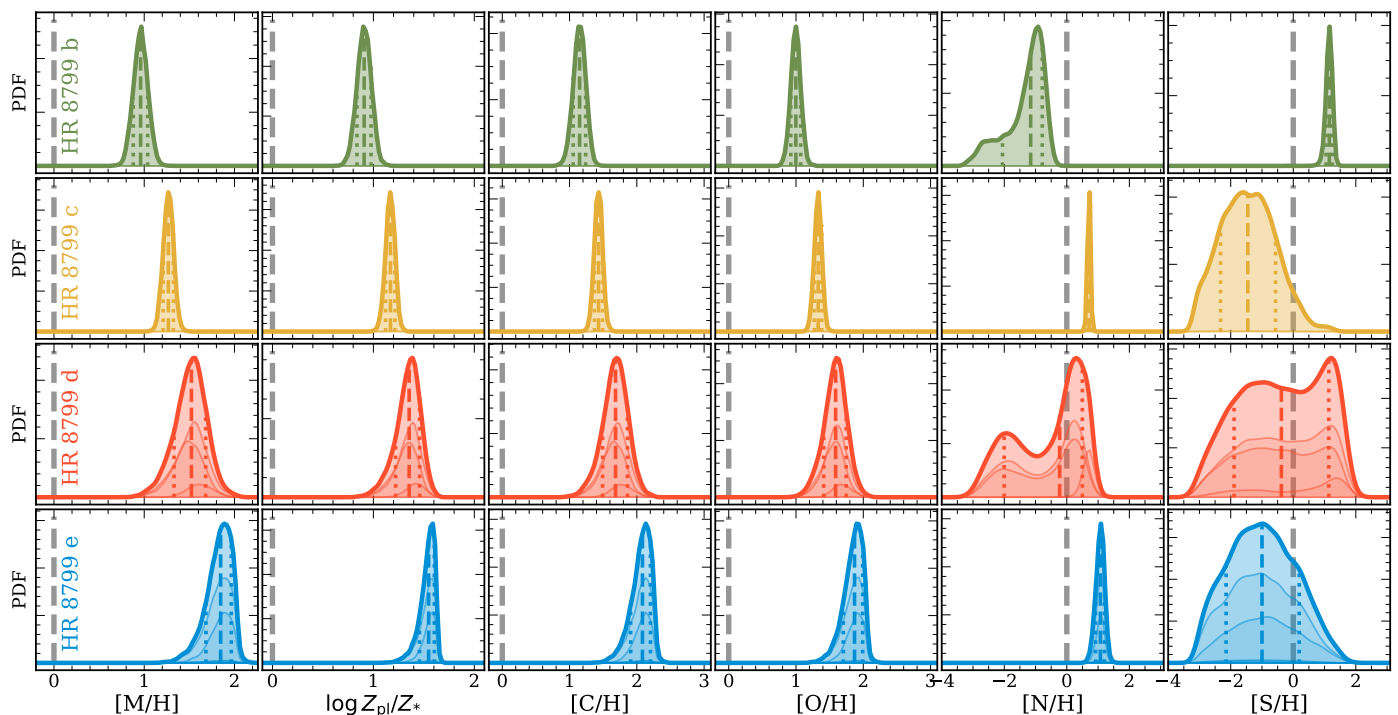 PDF
HR 8799 b
PDF
HR 8799 c
PDF
HR 8799 d
PDF
HR 8799 e
0 2 0 1 2 0 1 2 3 0 1 2 3 −4 −2 0 2 −4 −2 0 2
[M/H] log Z_pl/Z_* [C/H] [O/H] [N/H] [S/H]